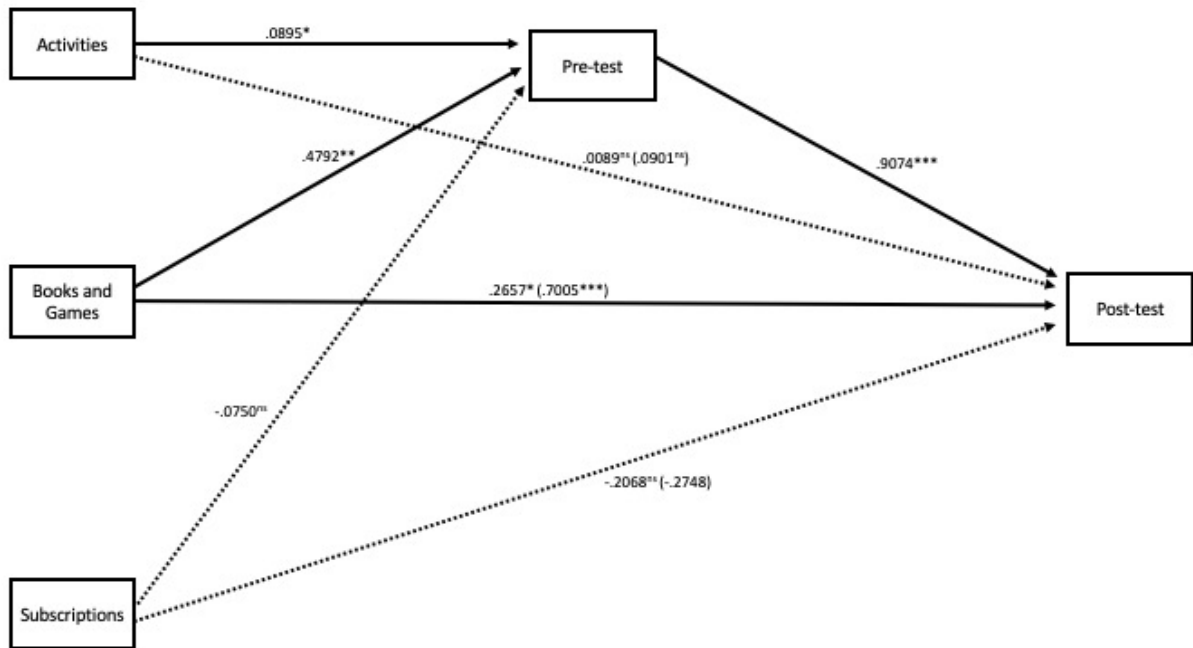 Activities
.0895*
Pre-test
.4792**
.0089ⁿˢ (.0901ⁿˢ)
.9074***
Books and
Games
.2657* (.7005***)
Post-test
-.0750ⁿˢ
-.2068ⁿˢ (-.2748)
Subscriptions